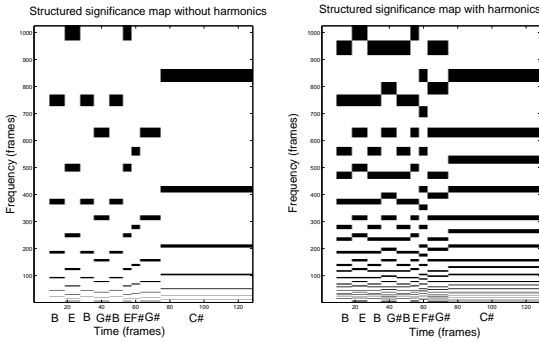 Structured significance map without harmonics
1000
900
800
700
600
500
400
300
200
100
Frequency (frames)
20 40 60 80 100 120
B E B G#B EF#G# C#
Time (frames)
Structured significance map with harmonics
1000
900
800
700
600
500
400
300
200
100
Frequency (frames)
20 40 60 80 100 120
B E B G#B EF#G# C#
Time (frames)